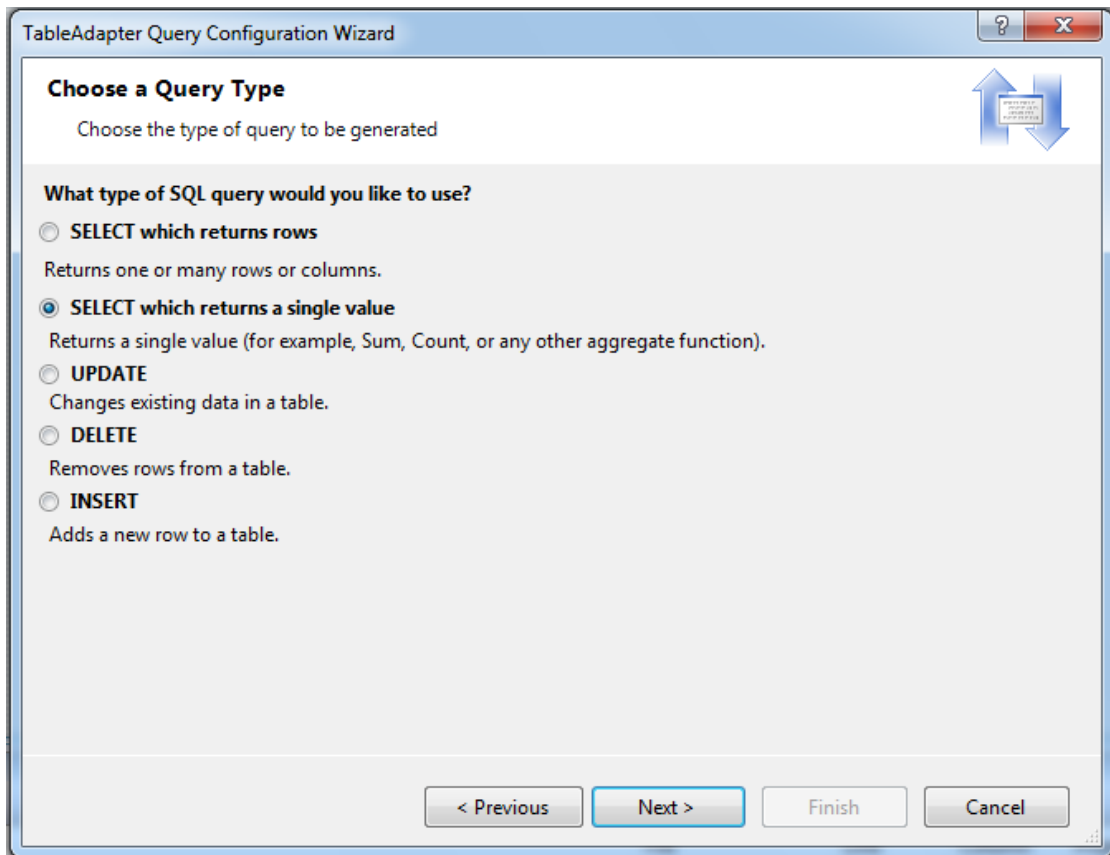 TableAdapter Query Configuration Wizard
Choose a Query Type
Choose the type of query to be generated
What type of SQL query would you like to use?
SELECT which returns rows
Returns one or many rows or columns.
SELECT which returns a single value
Returns a single value (for example, Sum, Count, or any other aggregate function).
UPDATE
Changes existing data in a table.
DELETE
Removes rows from a table.
INSERT
Adds a new row to a table.
< Previous Next > Finish Cancel